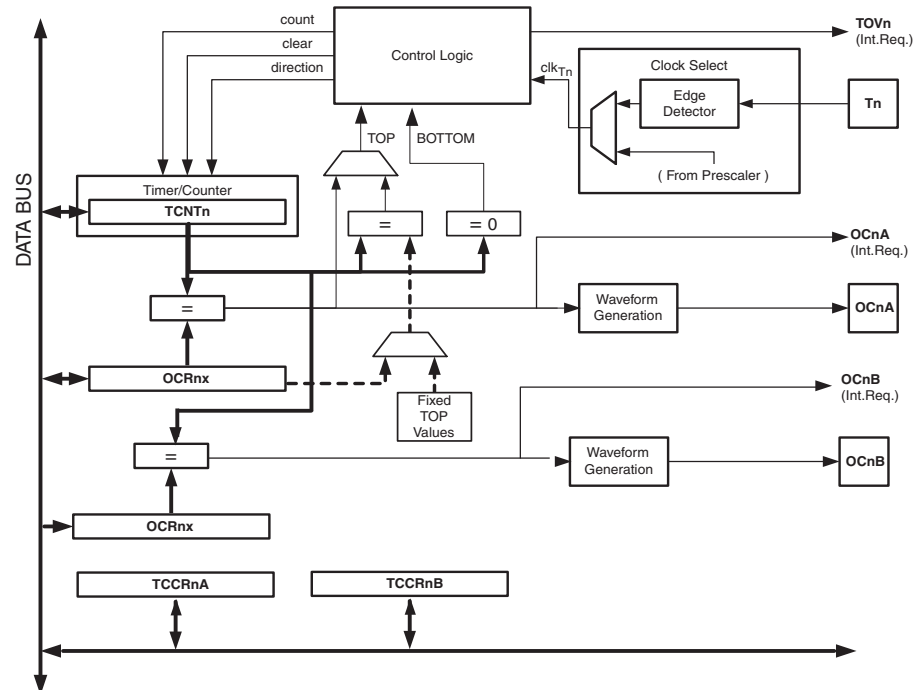 count
clear
direction
Control Logic
TOVn
(Int.Req.)
clkTn
Clock Select
Edge
Detector
Tn
( From Prescaler )
TOP
BOTTOM
Timer/Counter
TCNTn
DATA BUS
=
= 0
OCnA
(Int.Req.)
=
Waveform
Generation
OCnA
OCRnx
Fixed
TOP
Values
OCnB
(Int.Req.)
=
Waveform
Generation
OCnB
OCRnx
TCCRnA
TCCRnB